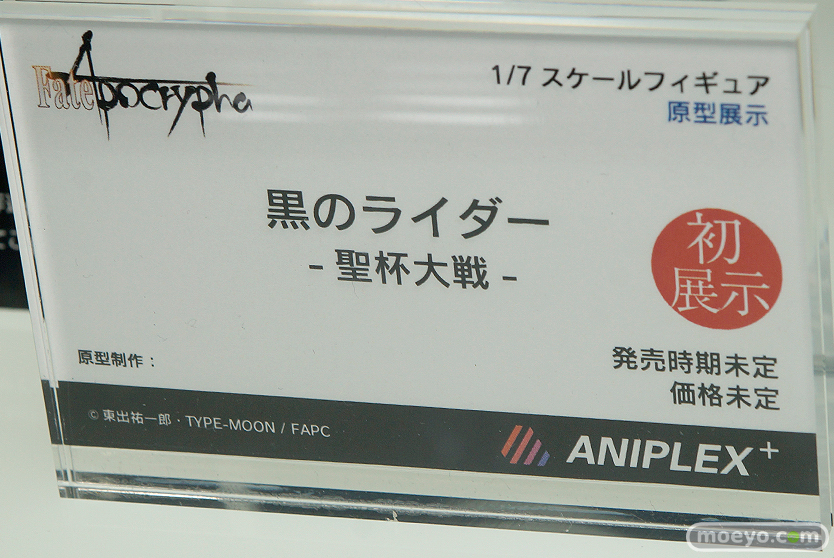 Fate Apocrypha
1/7 スケールフィギュア
原型展示
黒のライダー
- 聖杯大戦 -
初
展示
原型制作：
発売時期未定
価格未定
© 東出祐一郎・TYPE-MOON / FAPC
ANIPLEX+
moeyo.com